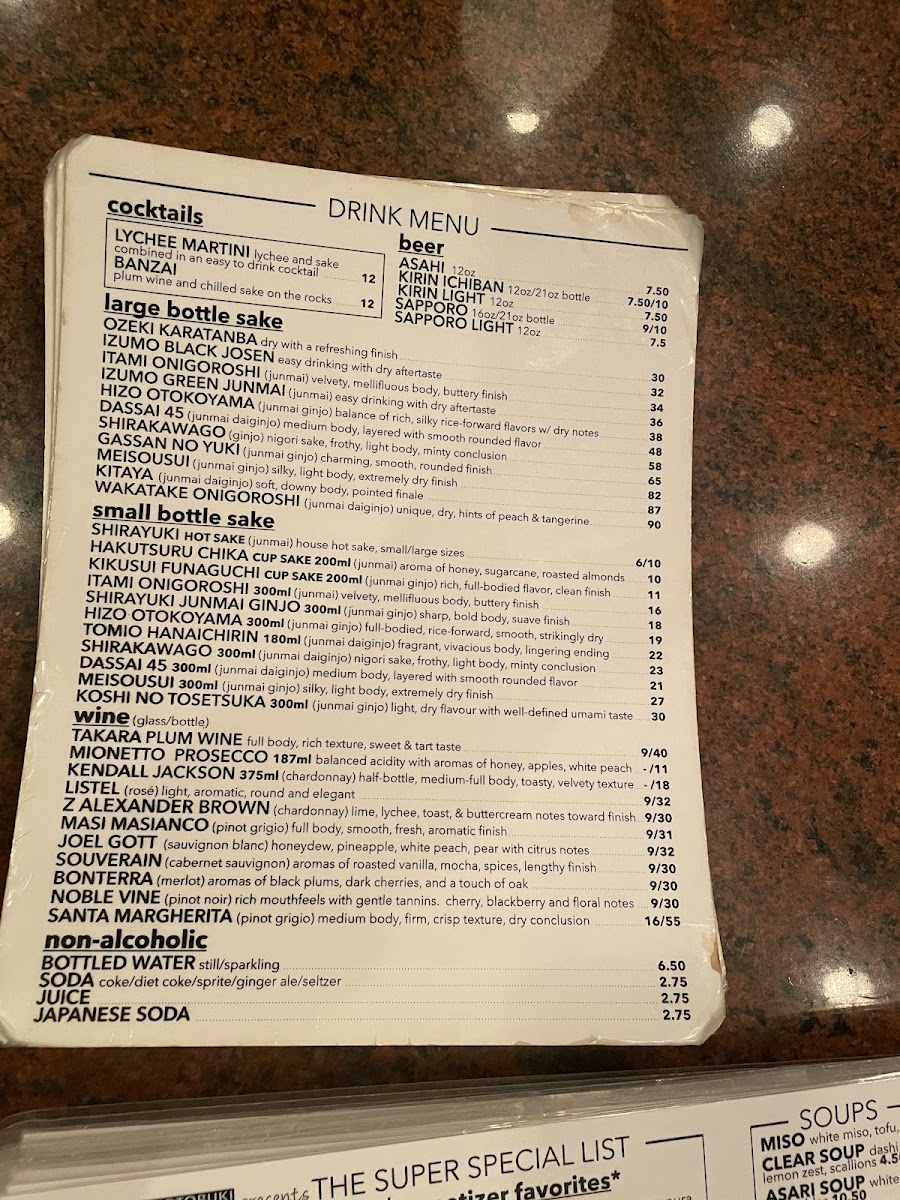 DRINK MENU
cocktails
LYCHEE MARTINI lychee and sake
combined in an easy to drink cocktail 12
BANZAI
plum wine and chilled sake on the rocks 12
beer
ASAHI 12oz 7.50
KIRIN ICHIBAN 12oz/21oz bottle 7.50/10
KIRIN LIGHT 12oz 7.50
SAPPORO 16oz/21oz bottle 9/10
SAPPORO LIGHT 12oz 7.5
large bottle sake
OZEKI KARATANBA dry with a refreshing finish 30
IZUMO BLACK JOSEN easy drinking with dry aftertaste 32
ITAMI ONIGOROSHI (junmai) velvety, mellifluous body, buttery finish 34
IZUMO GREEN JUNMAI (junmai) easy drinking with dry aftertaste 36
HIZO OTOKOYAMA (junmai ginjo) balance of rich, silky rice-forward flavors w/ dry notes 38
DASSAI 45 (junmai daiginjo) medium body, layered with smooth rounded flavor 48
SHIRAKAWAGO (ginjo) nigori sake, frothy, light body, minty conclusion 58
GASSAN NO YUKI (junmai ginjo) charming, smooth, rounded finish 65
MEISOUSUI (junmai ginjo) silky, light body, extremely dry finish 82
KITAYA (junmai daiginjo) soft, downy body, pointed finale 87
WAKATAKE ONIGOROSHI (junmai daiginjo) unique, dry, hints of peach & tangerine 90
small bottle sake
SHIRAYUKI HOT SAKE (junmai) house hot sake, small/large sizes 6/10
HAKUTSURU CHIKA CUP SAKE 200ml (junmai) aroma of honey, sugarcane, roasted almonds 10
KIKUSUI FUNAGUCHI CUP SAKE 200ml (junmai ginjo) rich, full-bodied flavor, clean finish 11
ITAMI ONIGOROSHI 300ml (junmai) velvety, mellifluous body, buttery finish 16
SHIRAYUKI JUNMAI GINJO 300ml (junmai ginjo) sharp, bold body, suave finish 18
HIZO OTOKOYAMA 300ml (junmai ginjo) full-bodied, rice-forward, smooth, strikingly dry 19
TOMIO HANAICHIRIN 180ml (junmai daiginjo) fragrant, vivacious body, lingering ending 22
SHIRAKAWAGO 300ml (junmai daiginjo) nigori sake, frothy, light body, minty conclusion 23
DASSAI 45 300ml (junmai daiginjo) medium body, layered with smooth rounded flavor 21
MEISOUSUI 300ml (junmai ginjo) silky, light body, extremely dry finish 27
KOSHI NO TOSETSUKA 300ml (junmai ginjo) light, dry flavour with well-defined umami taste 30
wine (glass/bottle)
TAKARA PLUM WINE full body, rich texture, sweet & tart taste 9/40
MIONETTO PROSECCO 187ml balanced acidity with aromas of honey, apples, white peach - /11
KENDALL JACKSON 375ml (chardonnay) half-bottle, medium-full body, toasty, velvety texture - /18
LISTEL (rosé) light, aromatic, round and elegant 9/32
Z ALEXANDER BROWN (chardonnay) lime, lychee, toast, & buttercream notes toward finish 9/30
MASI MASIANCO (pinot grigio) full body, smooth, fresh, aromatic finish 9/31
JOEL GOTT (sauvignon blanc) honeydew, pineapple, white peach, pear with citrus notes 9/32
SOUVERAIN (cabernet sauvignon) aromas of roasted vanilla, mocha, spices, lengthy finish 9/30
BONTERRA (merlot) aromas of black plums, dark cherries, and a touch of oak 9/30
NOBLE VINE (pinot noir) rich mouthfeels with gentle tannins. cherry, blackberry and floral notes 9/30
SANTA MARGHERITA (pinot grigio) medium body, firm, crisp texture, dry conclusion 16/55
non-alcoholic
BOTTLED WATER still/sparkling 6.50
SODA coke/diet coke/sprite/ginger ale/seltzer 2.75
JUICE 2.75
JAPANESE SODA 2.75
THE SUPER SPECIAL LIST
favorites*
SOUPS
MISO white miso, tofu,
CLEAR SOUP dashi
lemon zest, scallions 4.5
ASARI SOUP white
10.50